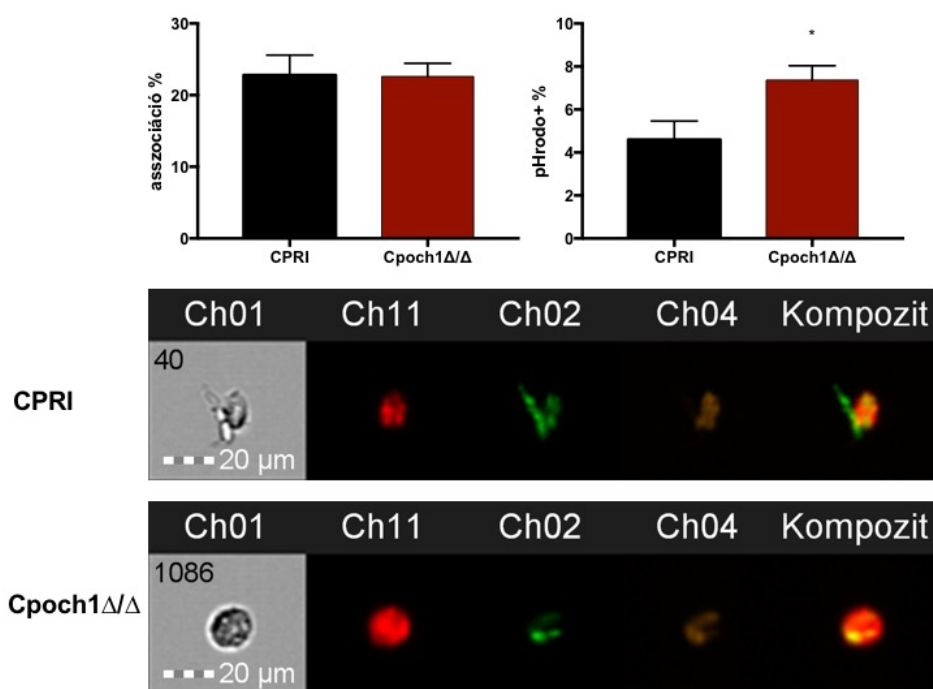 30
20
10
0
asszociáció %
CPRI
Cpoch1Δ/Δ
10
8
6
4
2
0
pHrodo+ %
*
CPRI
Cpoch1Δ/Δ
Ch01 Ch11 Ch02 Ch04 Kompozit
CPRI
40
20 µm
Ch01 Ch11 Ch02 Ch04 Kompozit
Cpoch1Δ/Δ
1086
20 µm